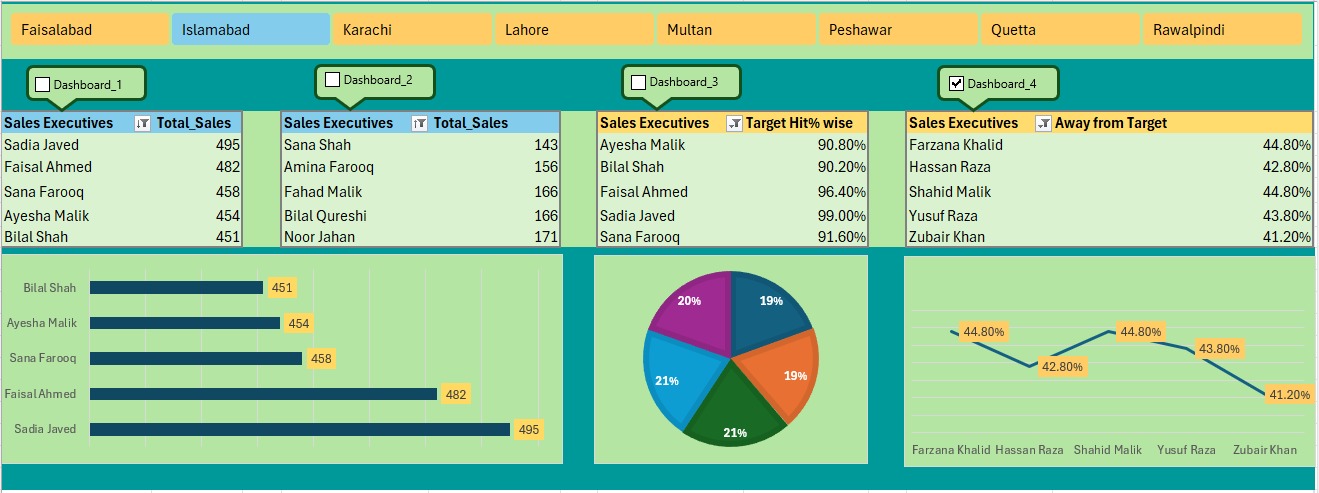 Faisalabad Islamabad Karachi Lahore Multan Peshawar Quetta Rawalpindi
Dashboard_1 Dashboard_2 Dashboard_3 Dashboard_4
Sales Executives Total_Sales Sales Executives Total_Sales Sales Executives Target Hit% wise Sales Executives Away from Target
Sadia Javed 495 Sana Shah 143 Ayesha Malik 90.80% Farzana Khalid 44.80%
Faisal Ahmed 482 Amina Farooq 156 Bilal Shah 90.20% Hassan Raza 42.80%
Sana Farooq 458 Fahad Malik 166 Faisal Ahmed 96.40% Shahid Malik 44.80%
Ayesha Malik 454 Bilal Qureshi 166 Sadia Javed 99.00% Yusuf Raza 43.80%
Bilal Shah 451 Noor Jahan 171 Sana Farooq 91.60% Zubair Khan 41.20%
Bilal Shah 451
Ayesha Malik 454
Sana Farooq 458
Faisal Ahmed 482
Sadia Javed 495
20% 19%
21% 19%
21%
44.80% 42.80% 44.80% 43.80% 41.20%
Farzana Khalid Hassan Raza Shahid Malik Yusuf Raza Zubair Khan